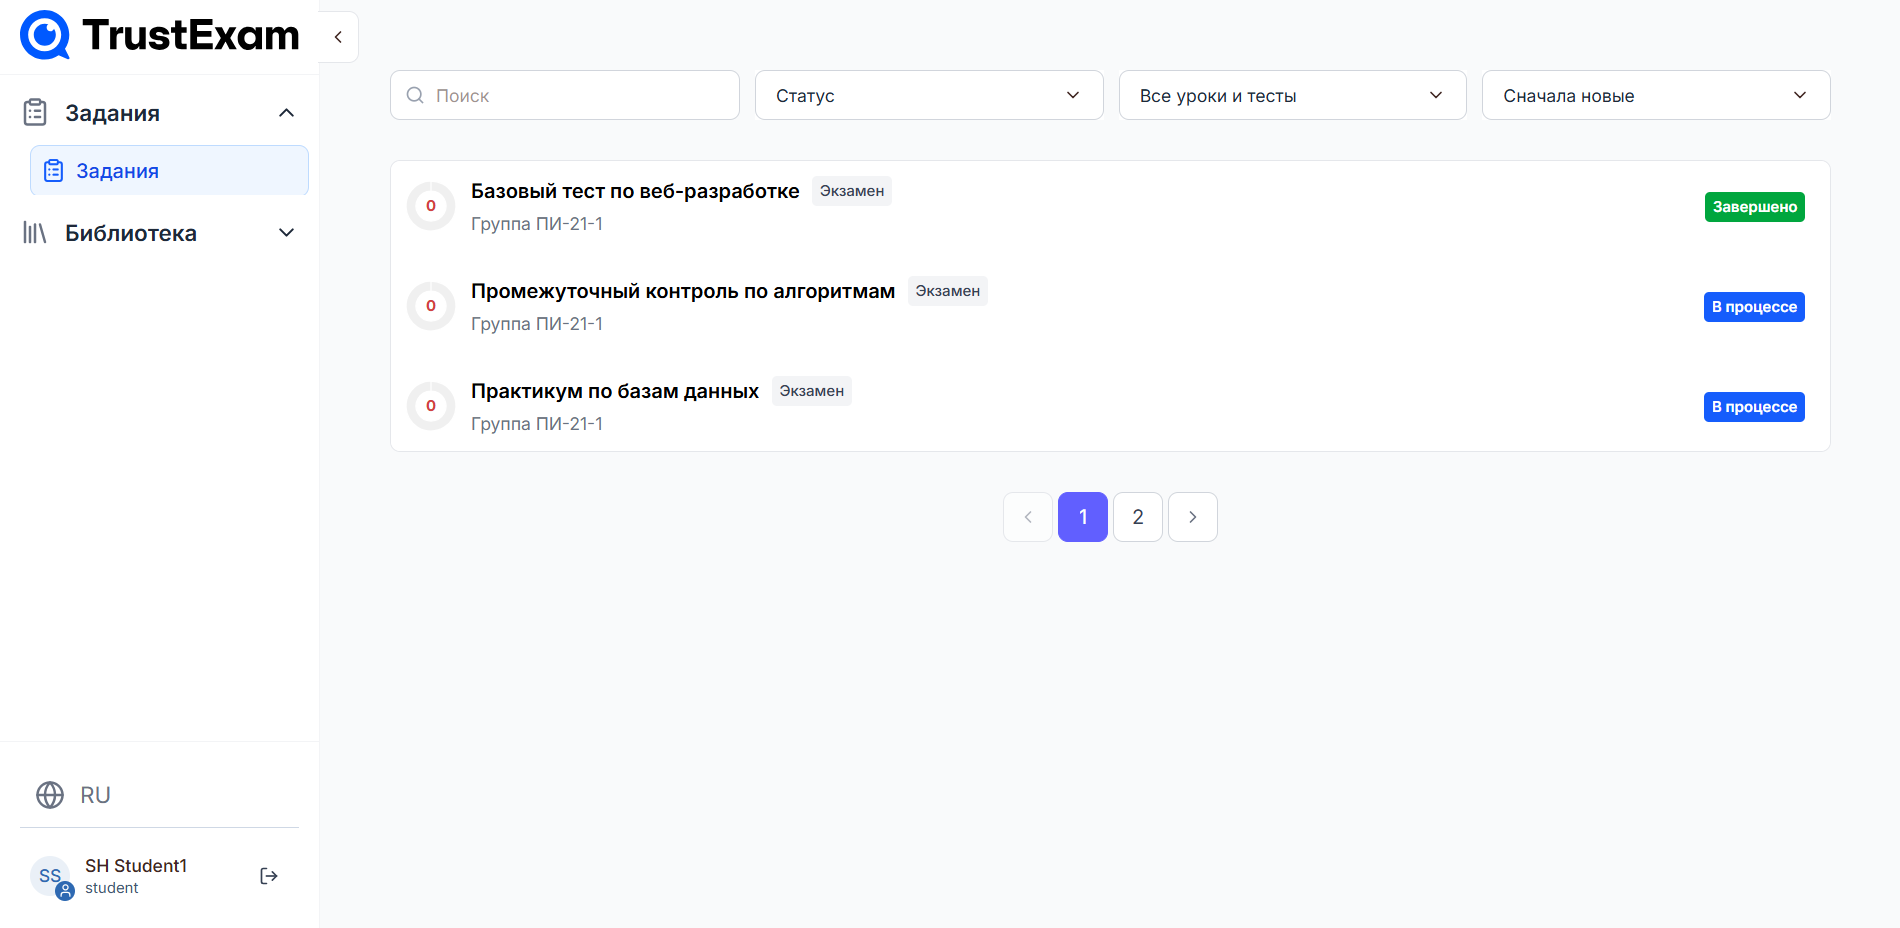 TrustExam
Задания
Задания
Библиотека
RU
SS
SH Student1
student
Поиск
Статус
Все уроки и тесты
Сначала новые
0
Базовый тест по веб-разработке
Экзамен
Группа ПИ-21-1
Завершено
0
Промежуточный контроль по алгоритмам
Экзамен
Группа ПИ-21-1
В процессе
0
Практикум по базам данных
Экзамен
Группа ПИ-21-1
В процессе
1
2